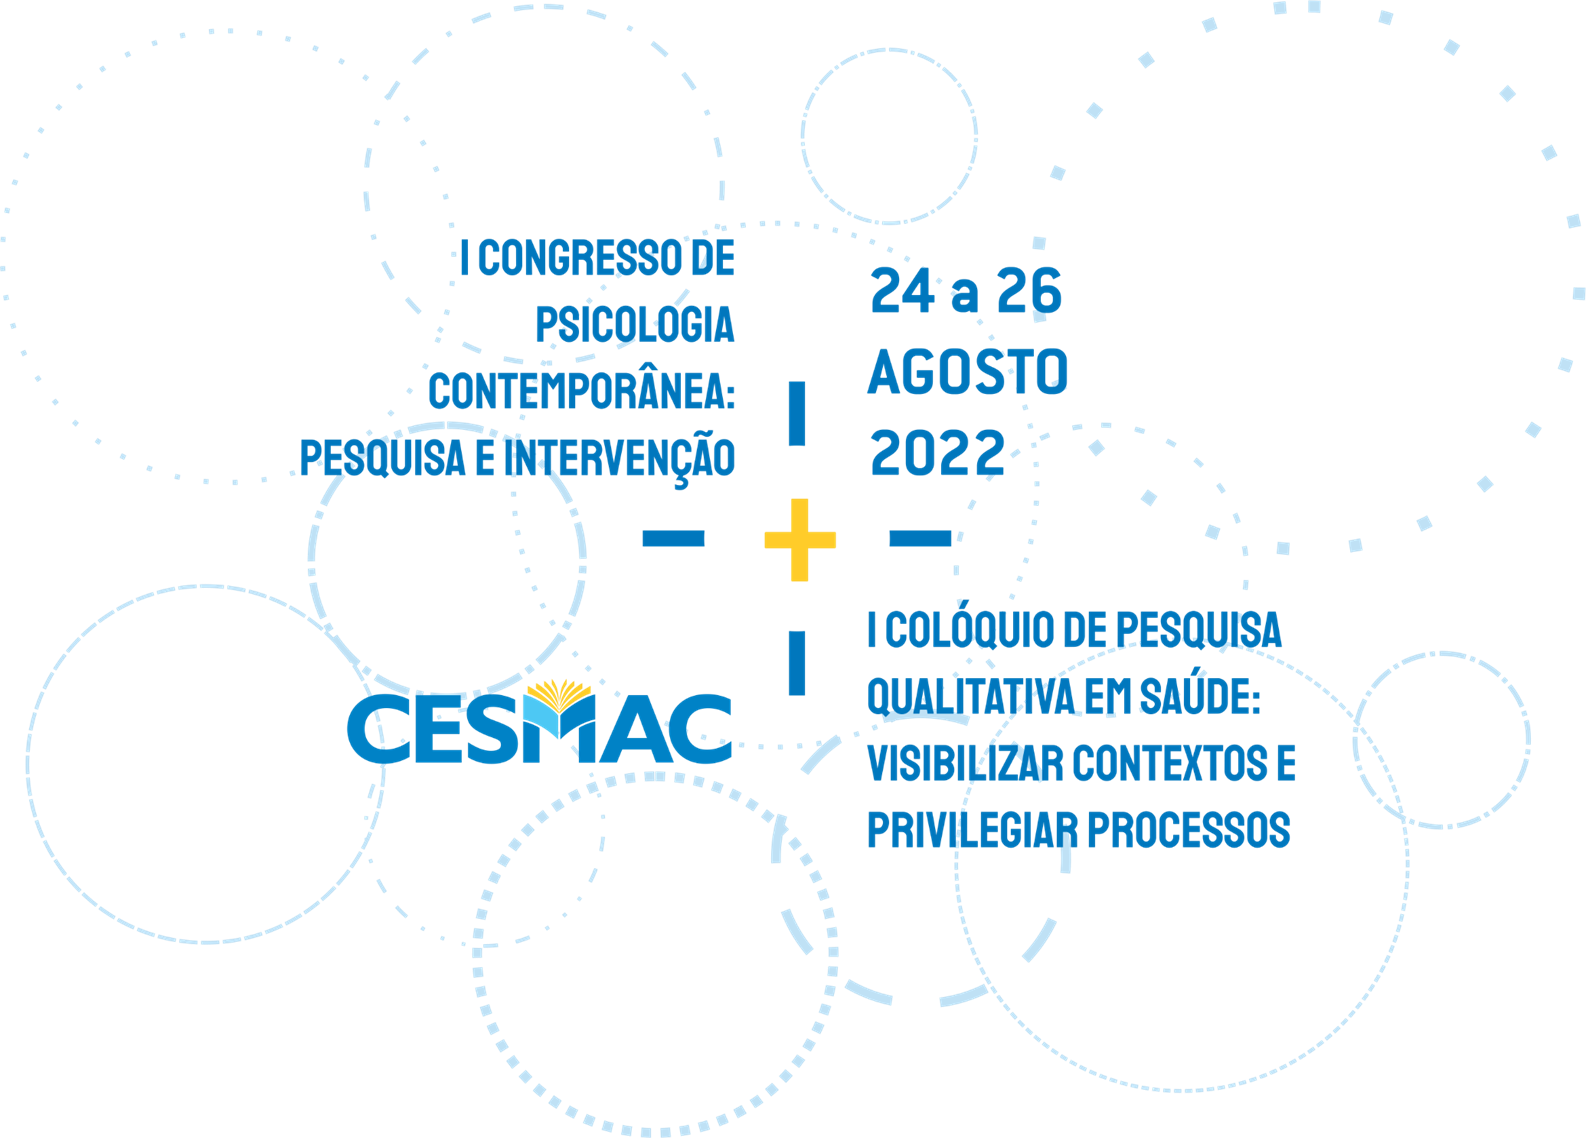 I CONGRESSO DE
PSICOLOGIA
CONTEMPORÂNEA:
PESQUISA E INTERVENÇÃO
24 a 26
AGOSTO
2022
CESMAC
I COLÓQUIO DE PESQUISA
QUALITATIVA EM SAÚDE:
VISIBILIZAR CONTEXTOS E
PRIVILEGIAR PROCESSOS